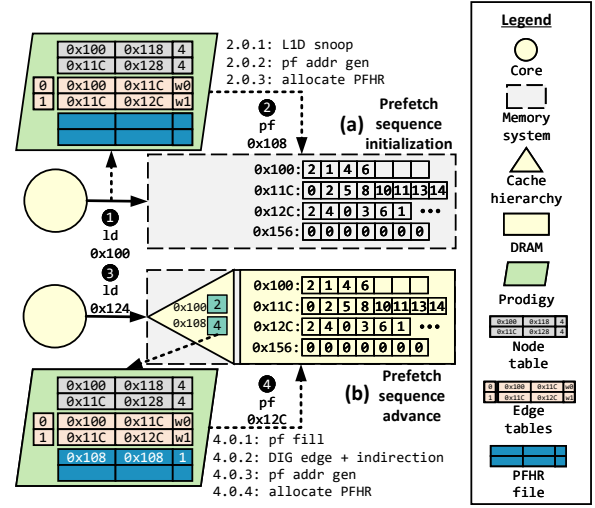 0x100 0x118 4
0x11C 0x128 4
0 0x100 0x11C w0
1 0x11C 0x12C w1
2.0.1: L1D snoop
2.0.2: pf addr gen
2.0.3: allocate PFHR
2
pf
0x108
(a) Prefetch
sequence
initialization
0x100: 2 1 4 6
0x11C: 0 2 5 8 10 11 13 14
0x12C: 2 4 0 3 6 1 •••
0x156: 0 0 0 0 0 0 0
1
ld
0x100
3
ld
0x124
0x100 2
0x108 4
0x100: 2 1 4 6
0x11C: 0 2 5 8 10 11 13 14
0x12C: 2 4 0 3 6 1 •••
0x156: 0 0 0 0 0 0 0
0x100 0x118 4
0x11C 0x128 4
0 0x100 0x11C w0
1 0x11C 0x12C w1
0x108 0x108 1
4
pf
0x12C
(b) Prefetch
sequence
advance
4.0.1: pf fill
4.0.2: DIG edge + indirection
4.0.3: pf addr gen
4.0.4: allocate PFHR
Legend
Core
Memory
system
Cache
hierarchy
DRAM
Prodigy
0x100 0x118 4
0x11C 0x128 4
Node
table
0 0x100 0x11C w0
1 0x11C 0x12C w1
Edge
tables
PFHR
file